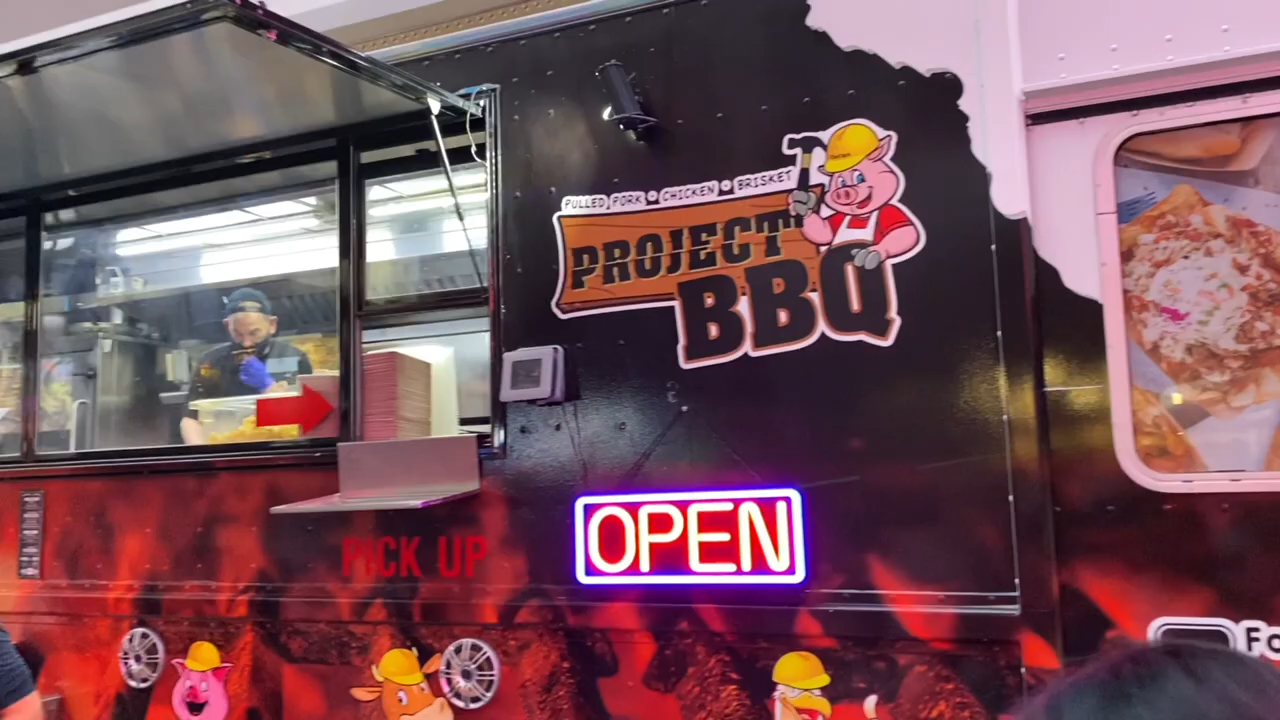 PULLED PORK • CHICKEN • BRISKET
PROJECT
BBQ
OPEN
PICK UP